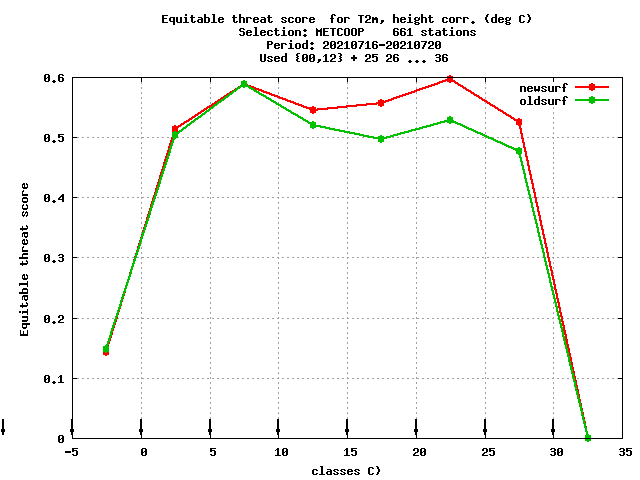 Equitable threat score  for T2m, height corr. (deg C)
Selection: METCOOP    661 stations
Period: 20210716-20210720
Used {00,12} + 25 26 ... 36
newsurf
oldsurf
Equitable threat score
0.6
0.5
0.4
0.3
0.2
0.1
0
-5 0 5 10 15 20 25 30 35
classes C)